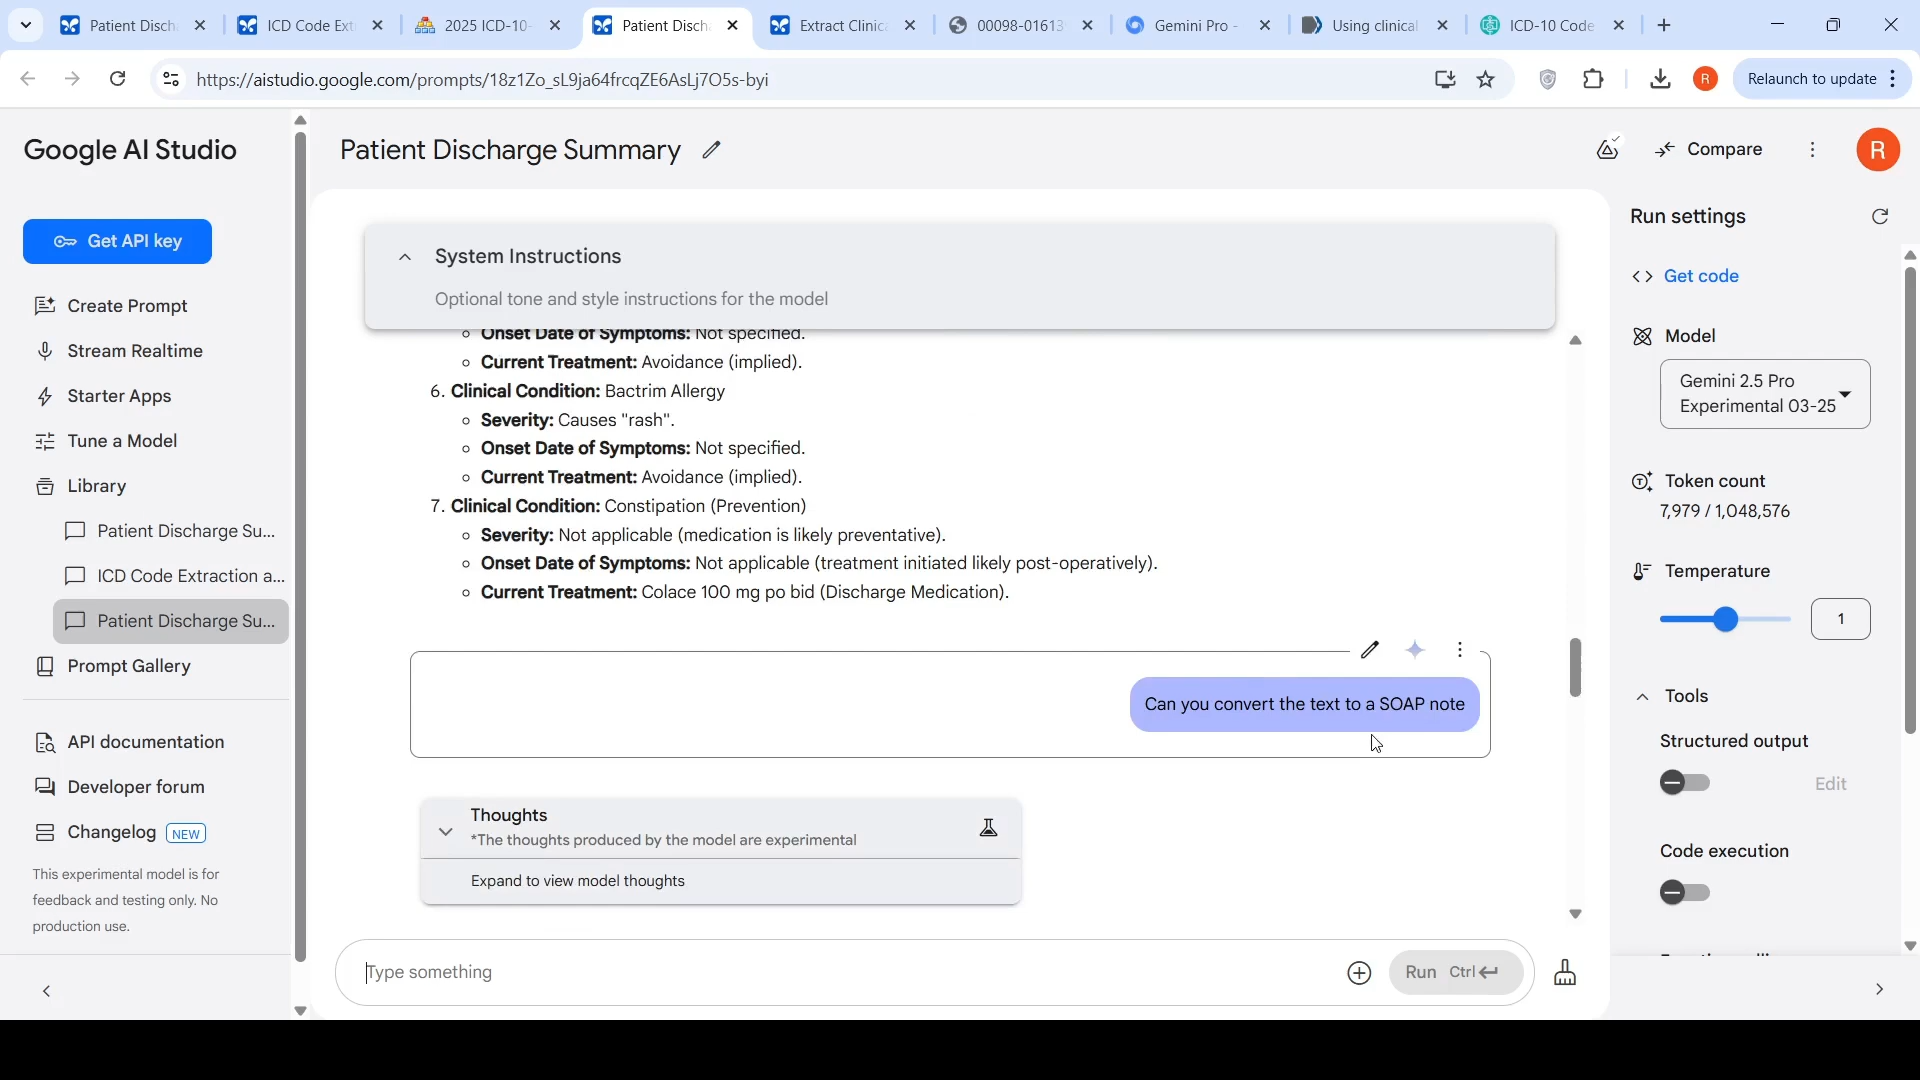 Patient Disch
ICD Code Ext
2025 ICD-10-
Patient Disch
Extract Clinica
00098-01613
Gemini Pro -
Using clinical
ICD-10 Code
https://aistudio.google.com/prompts/18z1Zo_sL9ja64frcqZE6AsLj7O5s-byi
R
Relaunch to update
Google AI Studio
Patient Discharge Summary
Compare
R
Get API key
Create Prompt
Stream Realtime
Starter Apps
Tune a Model
Library
Patient Discharge Su...
ICD Code Extraction a...
Patient Discharge Su...
Prompt Gallery
API documentation
Developer forum
Changelog NEW
This experimental model is for
feedback and testing only. No
production use.
System Instructions
Optional tone and style instructions for the model
Onset Date of Symptoms: Not specified.
Current Treatment: Avoidance (implied).
6. Clinical Condition: Bactrim Allergy
Severity: Causes "rash".
Onset Date of Symptoms: Not specified.
Current Treatment: Avoidance (implied).
7. Clinical Condition: Constipation (Prevention)
Severity: Not applicable (medication is likely preventative).
Onset Date of Symptoms: Not applicable (treatment initiated likely post-operatively).
Current Treatment: Colace 100 mg po bid (Discharge Medication).
Can you convert the text to a SOAP note
Thoughts
*The thoughts produced by the model are experimental
Expand to view model thoughts
Type something
Run Ctrl
Run settings
Get code
Model
Gemini 2.5 Pro
Experimental 03-25
Token count
7,979 / 1,048,576
Temperature
1
Tools
Structured output
Edit
Code execution